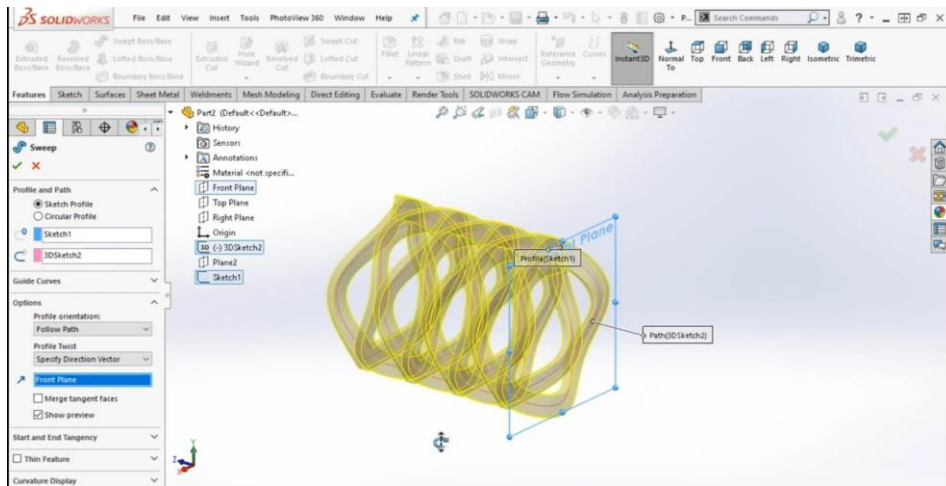 SOLIDWORKS File Edit View Insert Tools PhotoView 360 Window Help P... Search Commands
Extruded Boss/Base
Revolved Boss/Base
Swept Boss/Base
Lofted Boss/Base
Boundary Boss/Base
Extruded Cut
Hole Wizard
Revolved Cut
Swept Cut
Lofted Cut
Boundary Cut
Fillet
Linear Pattern
Rib
Draft
Shell
Wrap
Intersect
Mirror
Reference Geometry
Curves
Instant3D
Normal To
Top
Front
Back
Left
Right
Isometric
Trimetric
Features Sketch Surfaces Sheet Metal Weldments Mesh Modeling Direct Editing Evaluate Render Tools SOLIDWORKS CAM Flow Simulation Analysis Preparation
Sweep
Profile and Path
Sketch Profile
Circular Profile
Sketch1
3DSketch2
Guide Curves
Options
Profile orientation:
Follow Path
Profile Twist
Specify Direction Vector
Front Plane
Merge tangent faces
Show preview
Start and End Tangency
Thin Feature
Curvature Display
Part2 (Default<<Default>...
History
Sensors
Annotations
Material <not specifi...
Front Plane
Top Plane
Right Plane
Origin
3D (-) 3DSketch2
Plane2
Sketch1
Plane
Profile(Sketch1)
Path(3DSketch2)
Y
Z